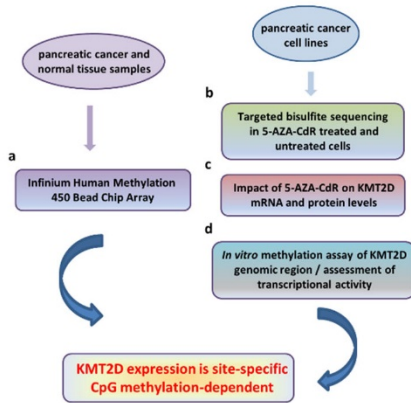 pancreatic cancer
and normal tissue samples
a
Infinium Human Methylation
450 Bead Chip Array
pancreatic cancer
cell lines
b
Targeted bisulfite sequencing
in 5-AZA-CdR treated and
untreated cells
c
Impact of 5-AZA-CdR on KMT2D
mRNA and protein levels
d
In vitro methylation assay of KMT2D
genomic region / assessment of
transcriptional activity
KMT2D expression is site-specific
CpG methylation-dependent